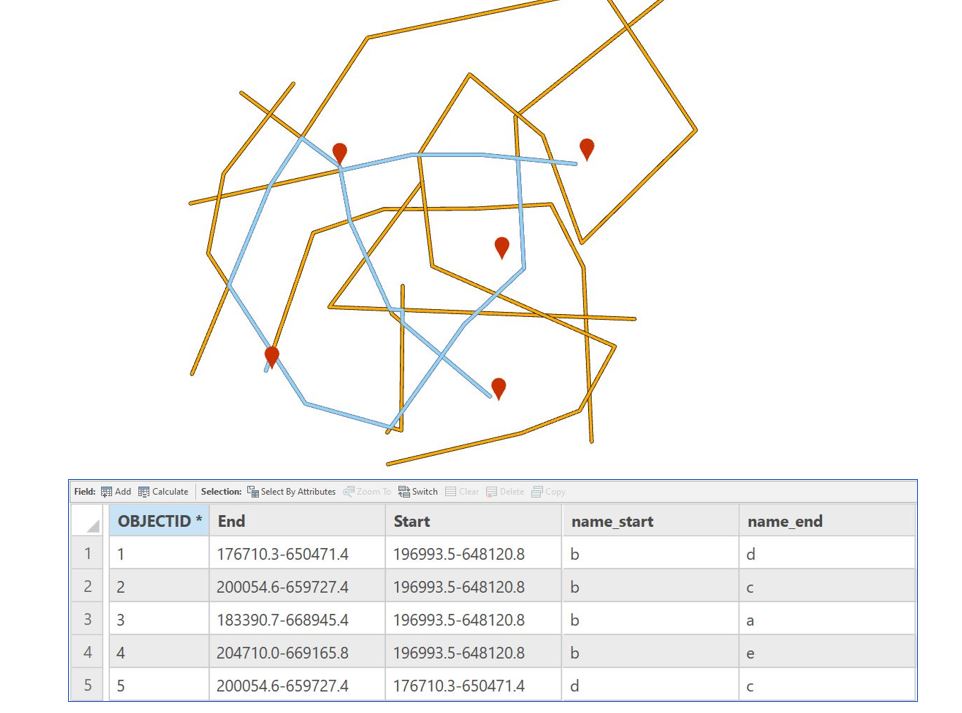 Field: Add Calculate Selection: Select By Attributes Zoom To Switch Clear Delete Copy
OBJECTID * End Start name_start name_end
1 1 176710.3-650471.4 196993.5-648120.8 b d
2 2 200054.6-659727.4 196993.5-648120.8 b c
3 3 183390.7-668945.4 196993.5-648120.8 b a
4 4 204710.0-669165.8 196993.5-648120.8 b e
5 5 200054.6-659727.4 176710.3-650471.4 d c